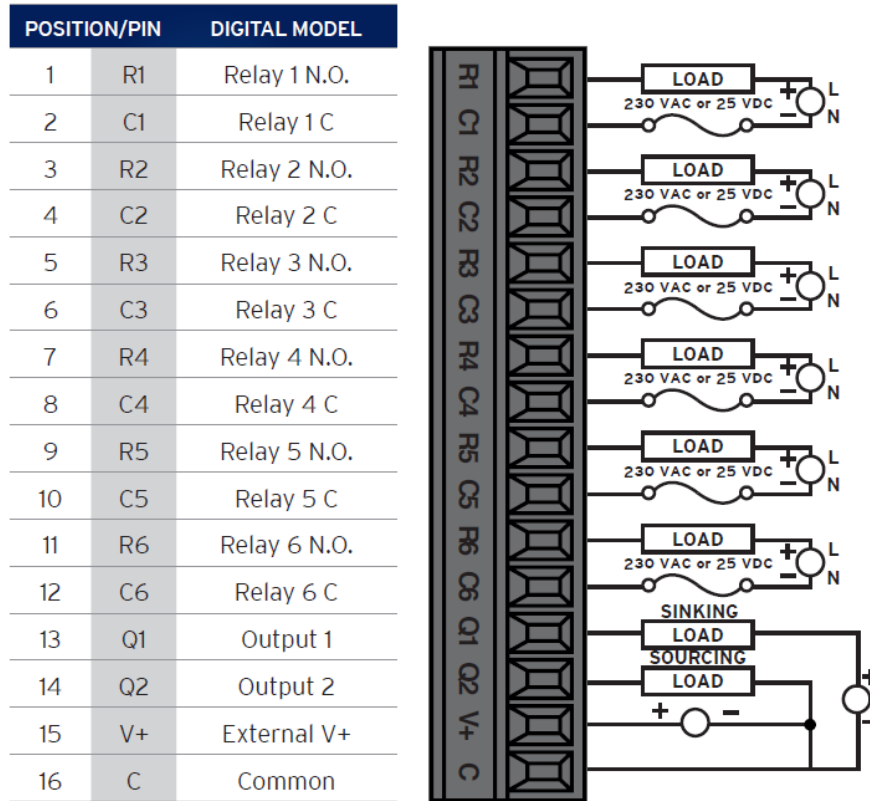 POSITION/PIN DIGITAL MODEL
1 R1 Relay 1 N.O.
2 C1 Relay 1 C
3 R2 Relay 2 N.O.
4 C2 Relay 2 C
5 R3 Relay 3 N.O.
6 C3 Relay 3 C
7 R4 Relay 4 N.O.
8 C4 Relay 4 C
9 R5 Relay 5 N.O.
10 C5 Relay 5 C
11 R6 Relay 6 N.O.
12 C6 Relay 6 C
13 Q1 Output 1
14 Q2 Output 2
15 V+ External V+
16 C Common
R1
C1
R2
C2
R3
C3
R4
C4
R5
C5
R6
C6
Q1
Q2
V+
C
LOAD
+ L
230 VAC or 25 VDC
− N
LOAD
+ L
230 VAC or 25 VDC
− N
LOAD
+ L
230 VAC or 25 VDC
− N
LOAD
+ L
230 VAC or 25 VDC
− N
LOAD
+ L
230 VAC or 25 VDC
− N
LOAD
+ L
230 VAC or 25 VDC
− N
SINKING
LOAD
SOURCING
LOAD
+ −
+
−